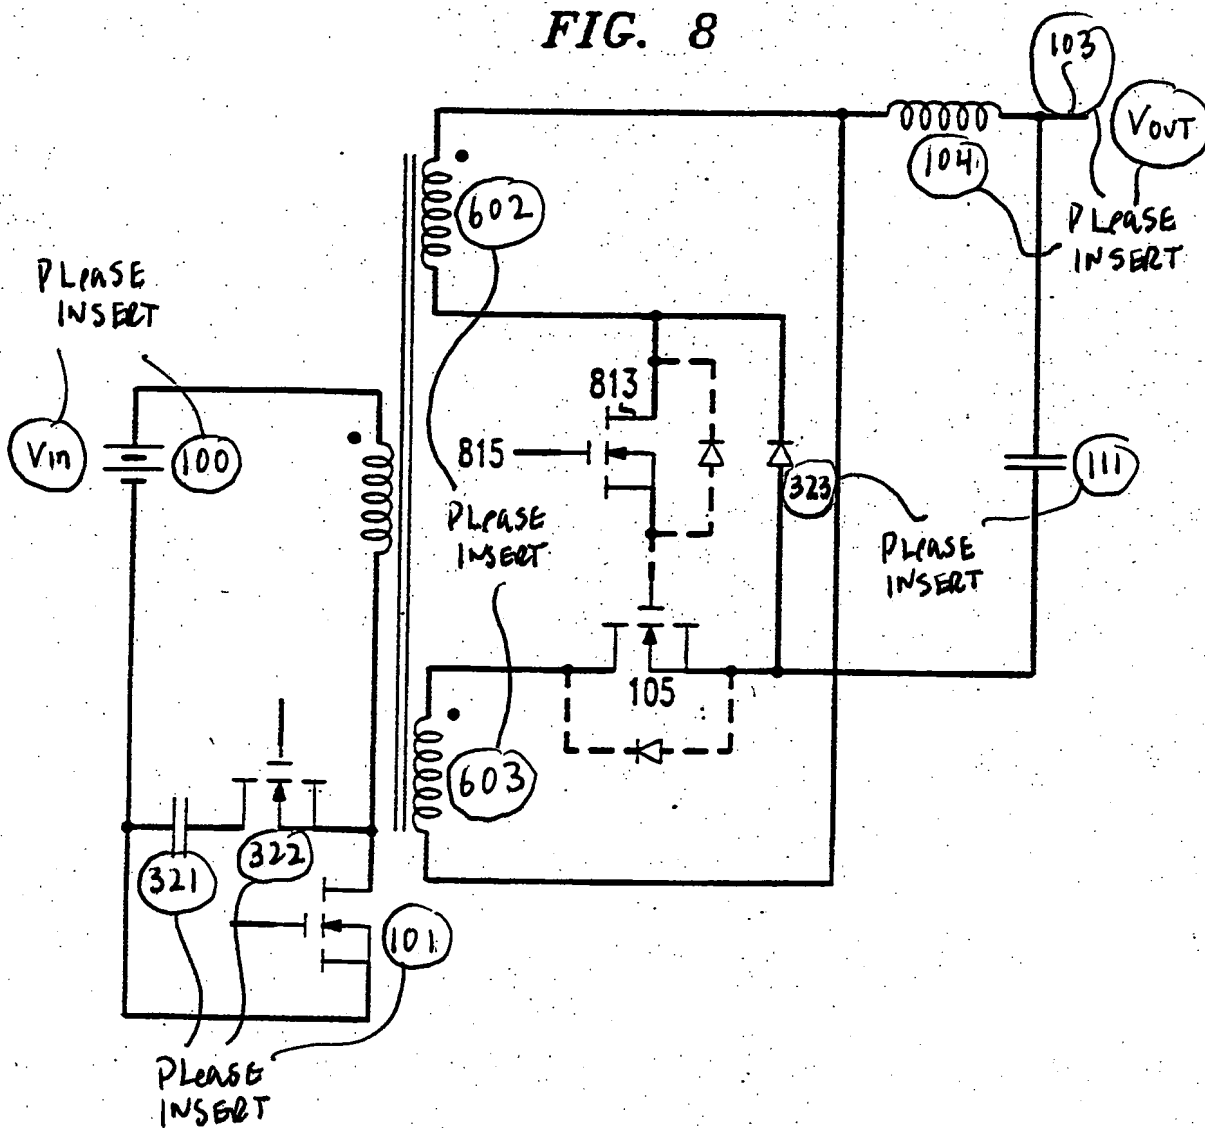 FIG. 8
103
VOUT
104
PLeASE
INSERT
602
PLeASE
INSERT
Vin
100
813
815
323
111
PLeASE
INSERT
PLeASE
INSERT
105
603
322
321
101
PLeASE
INSERT